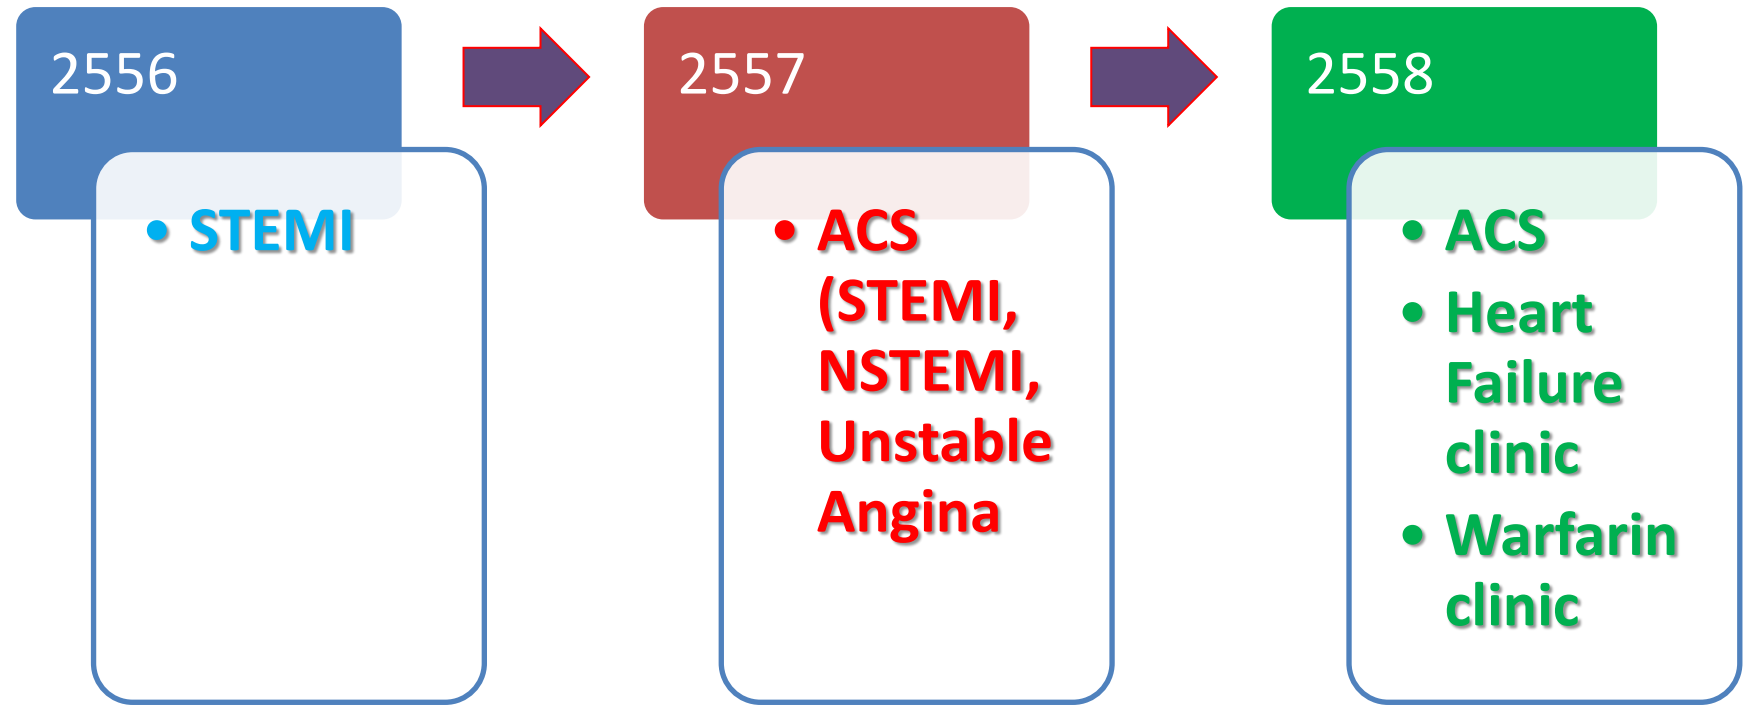 2556
• STEMI
2557
• ACS
(STEMI,
NSTEMI,
Unstable
Angina
2558
• ACS
• Heart
Failure
clinic
• Warfarin
clinic